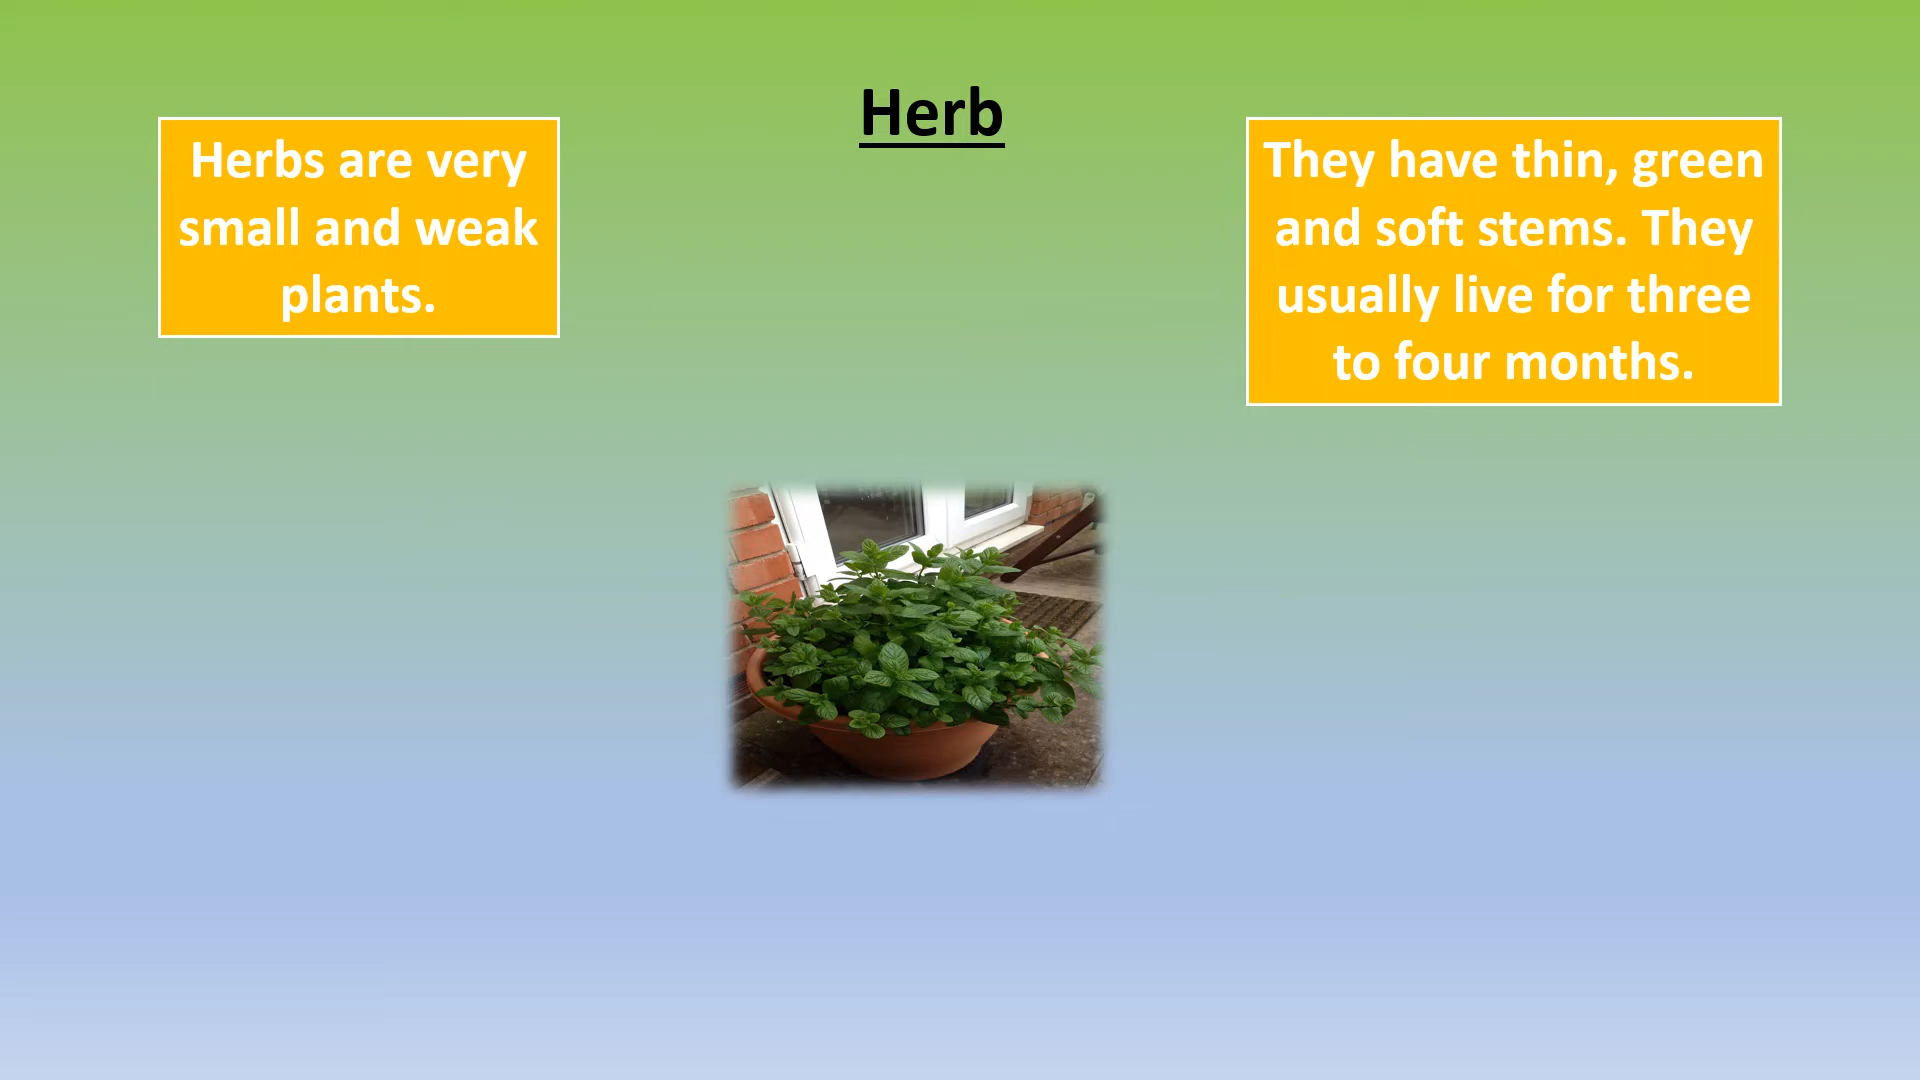 Herb
Herbs are very
small and weak
plants.
They have thin, green
and soft stems. They
usually live for three
to four months.